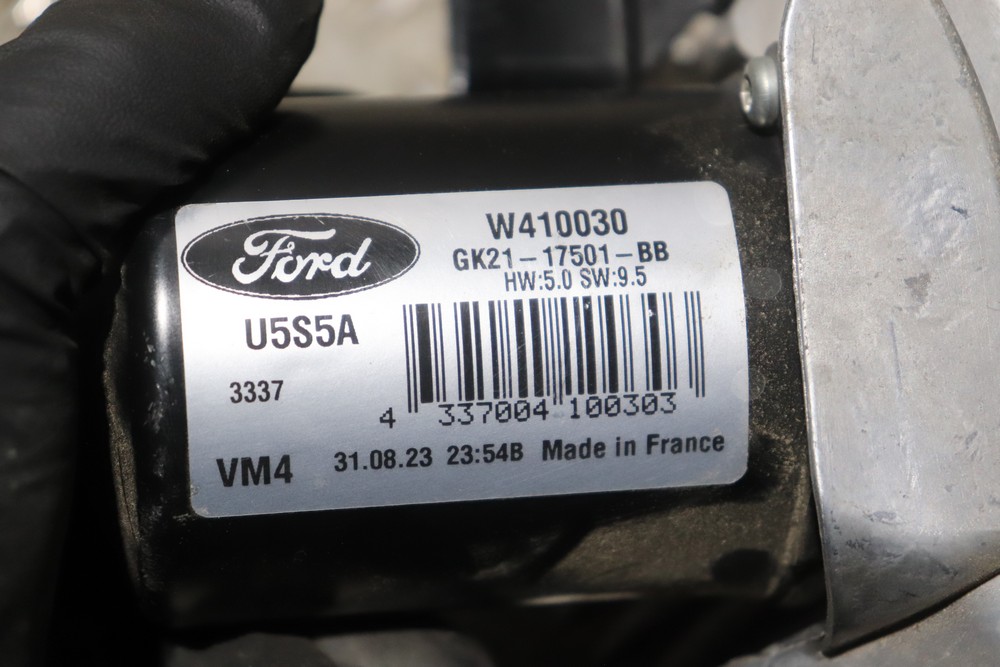 Ford
W410030
GK21-17501-BB
HW:5.0 SW:9.5
U5S5A
3337
4 337004 100303
VM4 31.08.23 23:54B Made in France